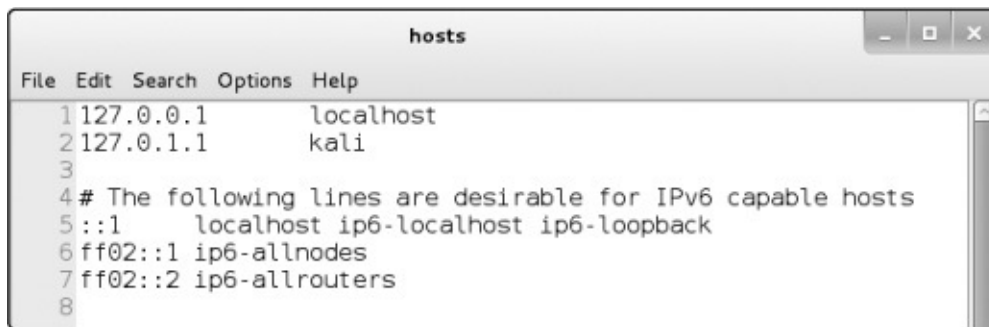 hosts
File Edit Search Options Help
1 127.0.0.1 localhost
2 127.0.1.1 kali
3
4 # The following lines are desirable for IPv6 capable hosts
5 ::1 localhost ip6-localhost ip6-loopback
6 ff02::1 ip6-allnodes
7 ff02::2 ip6-allrouters
8